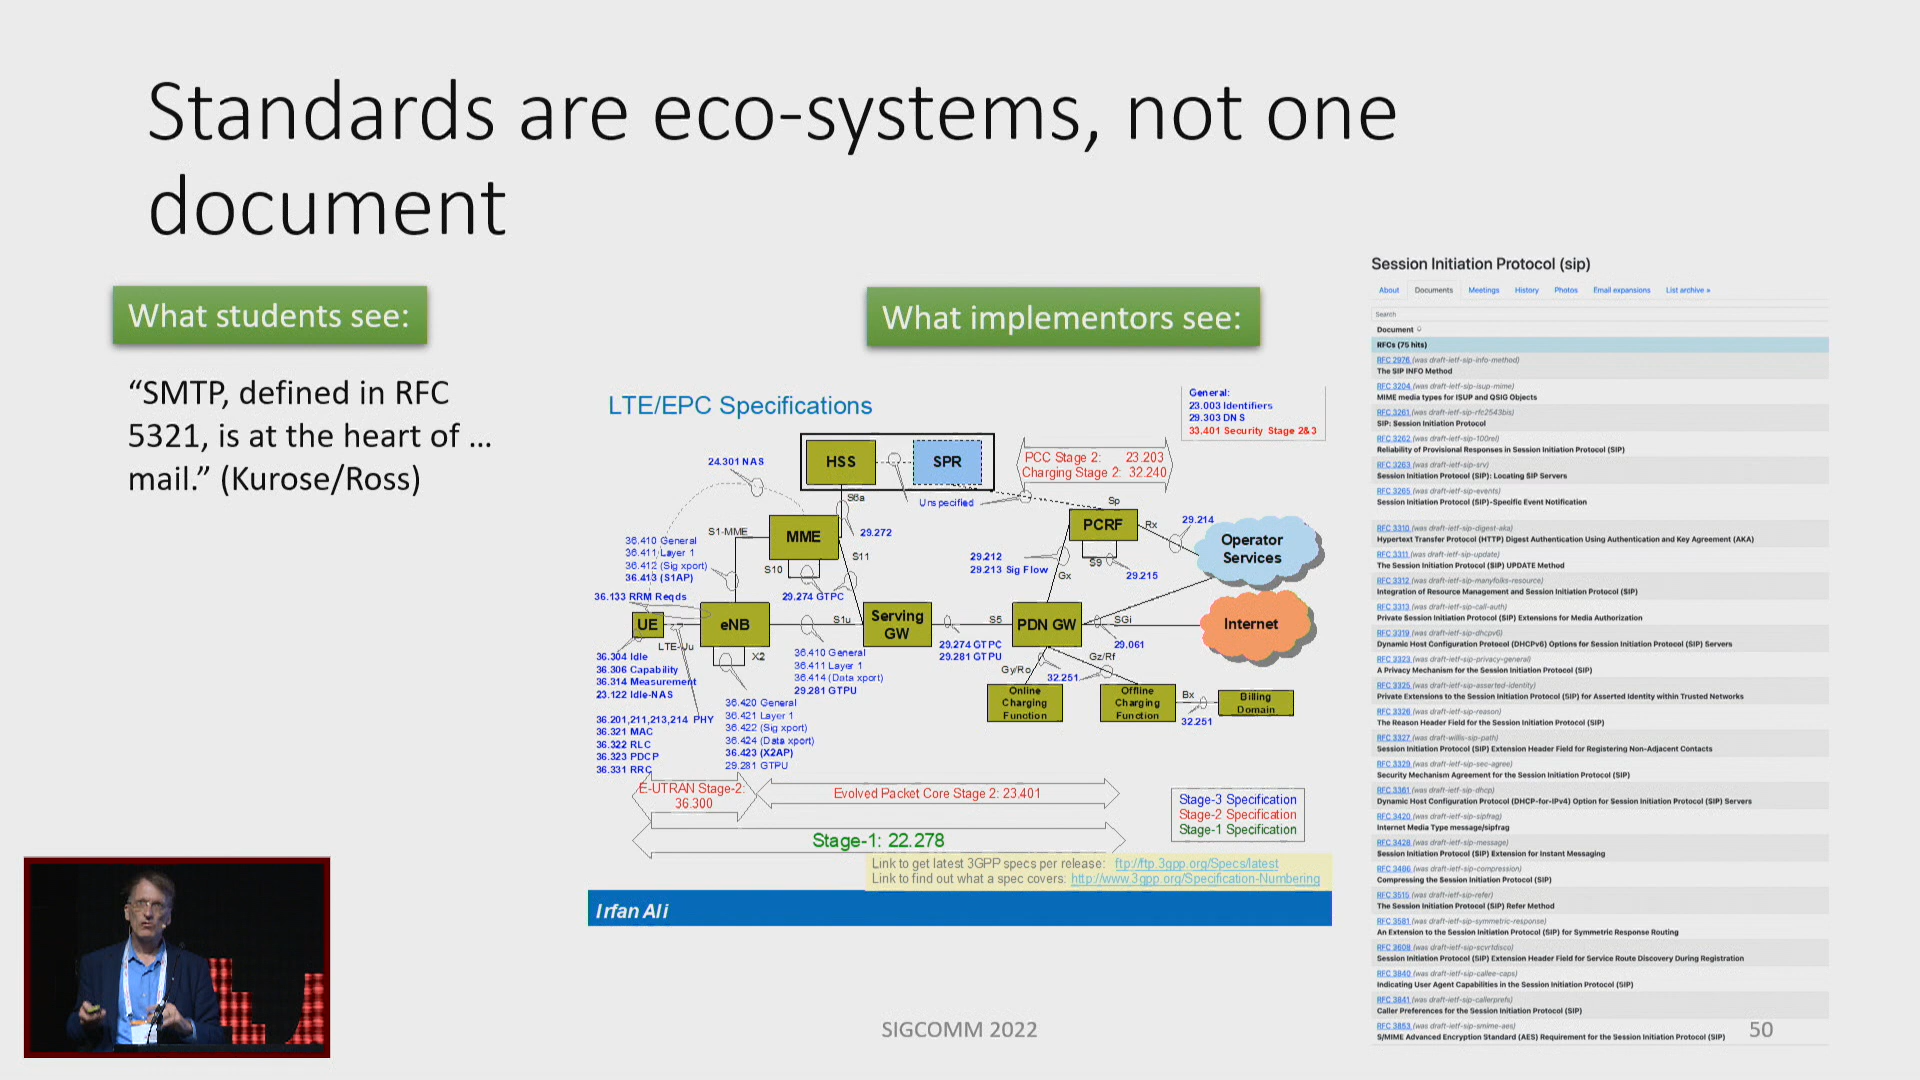 Standards are eco-systems, not one
document
What students see:
“SMTP, defined in RFC
5321, is at the heart of ...
mail.” (Kurose/Ross)
What implementors see:
LTE/EPC Specifications
General:
23.003 Identifiers
29.303 DNS
33.401 Security Stage 2&3
HSS
SPR
PCC Stage 2: 23.203
Charging Stage 2: 32.240
24.301 NAS
S6a
Unspecified
Sp
S1-MME
MME
29.272
PCRF
Rx
29.214
Operator
Services
36.410 General
36.411 Layer 1
36.412 (Sig xport)
36.413 (S1AP)
S10
S11
29.212
29.213 Sig Flow
Gx
S9
29.215
36.133 RRM Reqds
29.274 GTPC
UE
eNB
S1u
Serving
GW
S5
PDN GW
SGi
Internet
LTE-Uu
X2
29.274 GTPC
29.281 GTPU
29.061
36.304 Idle
36.306 Capability
36.314 Measurement
23.122 Idle-NAS
36.410 General
36.411 Layer 1
36.414 (Data xport)
29.281 GTPU
Gy/Ro
32.251
Gz/Rf
Online
Charging
Function
Offline
Charging
Function
Bx
32.251
Billing
Domain
36.201,211,213,214 PHY
36.321 MAC
36.322 RLC
36.323 PDCP
36.331 RRC
36.420 General
36.421 Layer 1
36.422 (Sig xport)
36.424 (Data xport)
36.423 (X2AP)
29.281 GTPU
E-UTRAN Stage-2:
36.300
Evolved Packet Core Stage 2: 23.401
Stage-1: 22.278
Stage-3 Specification
Stage-2 Specification
Stage-1 Specification
Link to get latest 3GPP specs per release: ftp://ftp.3gpp.org/Specs/latest
Link to find out what a spec covers: http://www.3gpp.org/Specification-Numbering
Irfan Ali
Session Initiation Protocol (sip)
About Documents Meetings History Photos Email expansions List archive »
Search
Document
RFCs (75 hits)
RFC 2976 (was draft-ietf-sip-info-method)
The SIP INFO Method
RFC 3204 (was draft-ietf-sip-isup-mime)
MIME media types for ISUP and QSIG Objects
RFC 3261 (was draft-ietf-sip-rfc2543bis)
SIP: Session Initiation Protocol
RFC 3262 (was draft-ietf-sip-100rel)
Reliability of Provisional Responses in Session Initiation Protocol (SIP)
RFC 3263 (was draft-ietf-sip-srv)
Session Initiation Protocol (SIP): Locating SIP Servers
RFC 3265 (was draft-ietf-sip-events)
Session Initiation Protocol (SIP)-Specific Event Notification
RFC 3310 (was draft-ietf-sip-digest-aka)
Hypertext Transfer Protocol (HTTP) Digest Authentication Using Authentication and Key Agreement (AKA)
RFC 3311 (was draft-ietf-sip-update)
The Session Initiation Protocol (SIP) UPDATE Method
RFC 3312 (was draft-ietf-sip-manyfolks-resource)
Integration of Resource Management and Session Initiation Protocol (SIP)
RFC 3313 (was draft-ietf-sip-call-auth)
Private Session Initiation Protocol (SIP) Extensions for Media Authorization
RFC 3319 (was draft-ietf-sip-dhcpv6)
Dynamic Host Configuration Protocol (DHCPv6) Options for Session Initiation Protocol (SIP) Servers
RFC 3323 (was draft-ietf-sip-privacy-general)
A Privacy Mechanism for the Session Initiation Protocol (SIP)
RFC 3325 (was draft-ietf-sip-asserted-identity)
Private Extensions to the Session Initiation Protocol (SIP) for Asserted Identity within Trusted Networks
RFC 3326 (was draft-ietf-sip-reason)
The Reason Header Field for the Session Initiation Protocol (SIP)
RFC 3327 (was draft-willis-sip-path)
Session Initiation Protocol (SIP) Extension Header Field for Registering Non-Adjacent Contacts
RFC 3329 (was draft-ietf-sip-sec-agree)
Security Mechanism Agreement for the Session Initiation Protocol (SIP)
RFC 3361 (was draft-ietf-sip-dhcp)
Dynamic Host Configuration Protocol (DHCP-for-IPv4) Option for Session Initiation Protocol (SIP) Servers
RFC 3420 (was draft-ietf-sip-sipfrag)
Internet Media Type message/sipfrag
RFC 3428 (was draft-ietf-sip-message)
Session Initiation Protocol (SIP) Extension for Instant Messaging
RFC 3486 (was draft-ietf-sip-compression)
Compressing the Session Initiation Protocol (SIP)
RFC 3515 (was draft-ietf-sip-refer)
The Session Initiation Protocol (SIP) Refer Method
RFC 3581 (was draft-ietf-sip-symmetric-response)
An Extension to the Session Initiation Protocol (SIP) for Symmetric Response Routing
RFC 3608 (was draft-ietf-sip-scvrtdisco)
Session Initiation Protocol (SIP) Extension Header Field for Service Route Discovery During Registration
RFC 3840 (was draft-ietf-sip-callee-caps)
Indicating User Agent Capabilities in the Session Initiation Protocol (SIP)
RFC 3841 (was draft-ietf-sip-callerprefs)
Caller Preferences for the Session Initiation Protocol (SIP)
RFC 3853 (was draft-ietf-sip-smime-aes)
S/MIME Advanced Encryption Standard (AES) Requirement for the Session Initiation Protocol (SIP)
SIGCOMM 2022
50